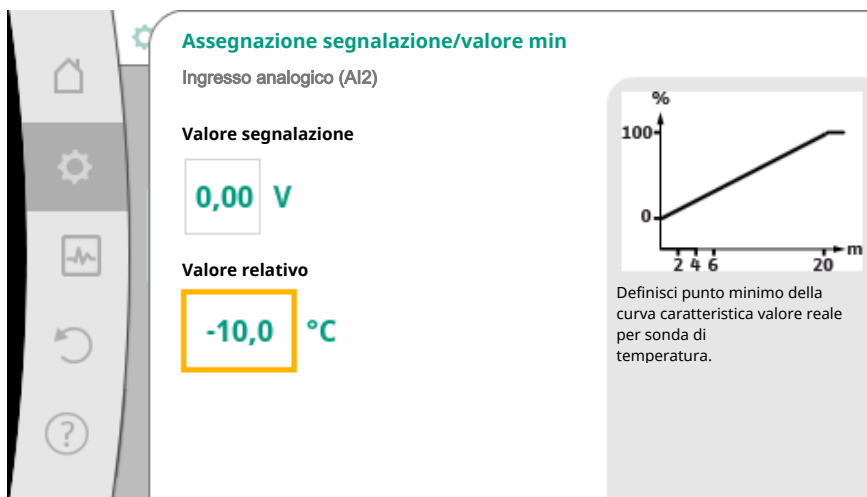 Assegnazione segnalazione/valore min
Ingresso analogico (AI2)
Valore segnalazione
0,00 V
Valore relativo
-10,0 °C
%
100
0
2 4 6 20
m
Definisci punto minimo della
curva caratteristica valore reale
per sonda di
temperatura.
?